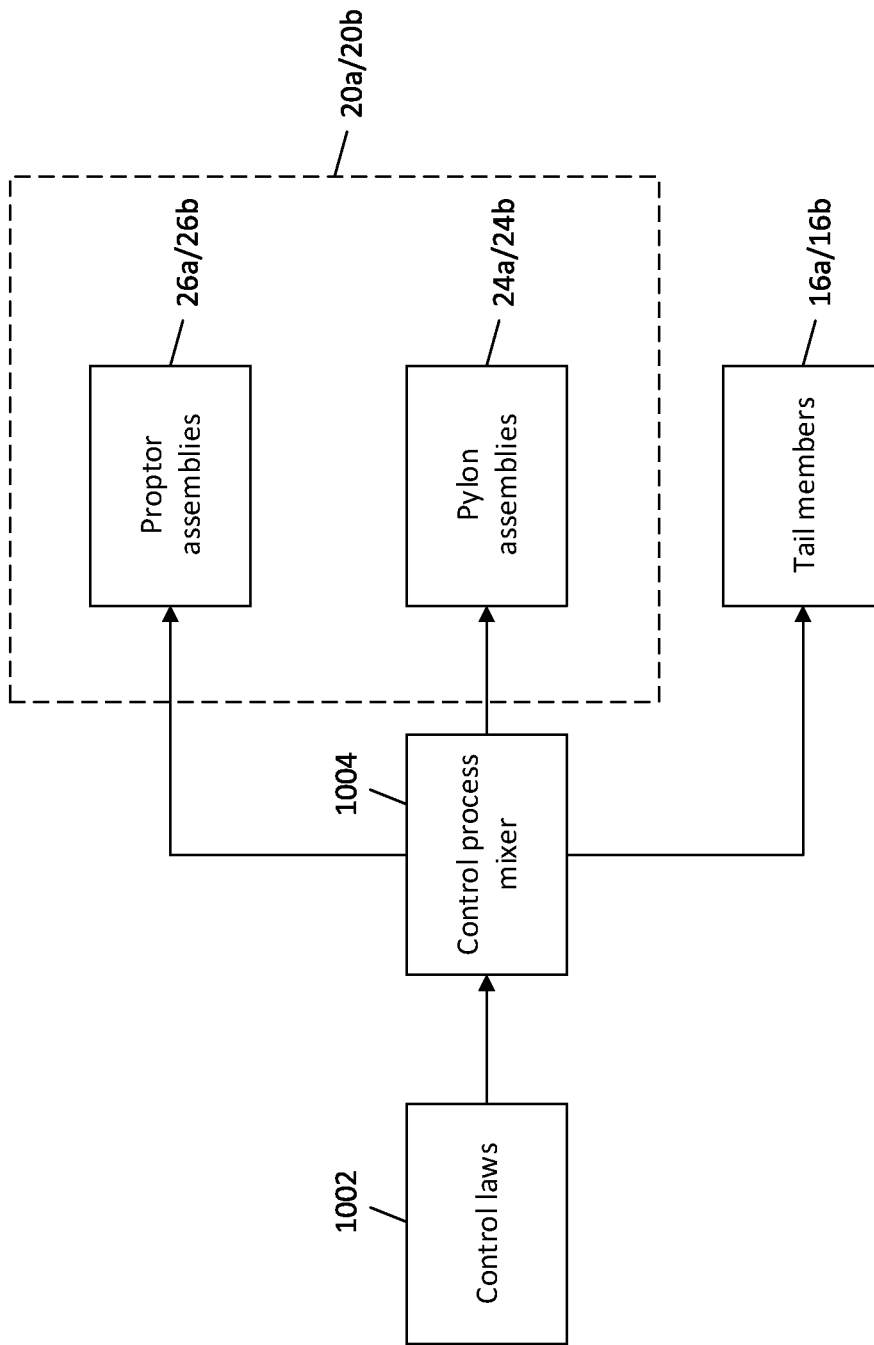 20a/20b
26a/26b
Proptor
assemblies
24a/24b
Pylon
assemblies
1004
Control process
mixer
1002
Control laws
16a/16b
Tail members